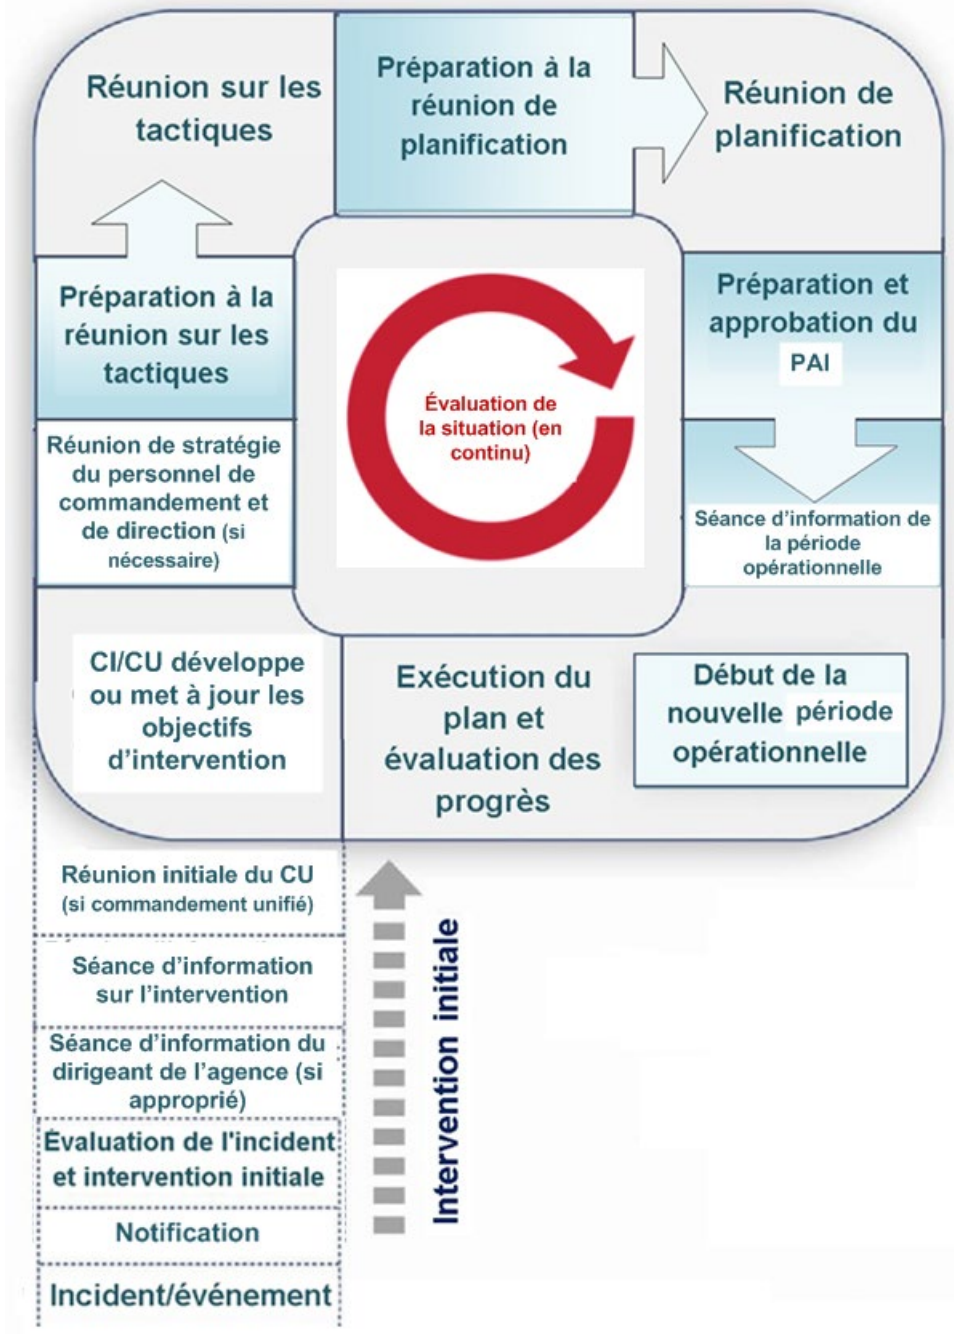 Réunion sur les
tactiques
Préparation à la
réunion de
planification
Réunion de
planification
Préparation à la
réunion sur les
tactiques
Préparation et
approbation du
PAI
Évaluation de
la situation (en
continu)
Réunion de stratégie
du personnel de
commandement et
de direction (si
nécessaire)
Séance d'information de
la période
opérationnelle
CI/CU développe
ou met à jour les
objectifs
d'intervention
Exécution du
plan et
évaluation des
progrès
Début de la
nouvelle période
opérationnelle
Réunion initiale du CU
(si commandement unifié)
Séance d'information
sur l'intervention
Séance d'information du
dirigeant de l'agence (si
approprié)
Évaluation de l'incident
et intervention initiale
Notification
Incident/événement
Intervention initiale